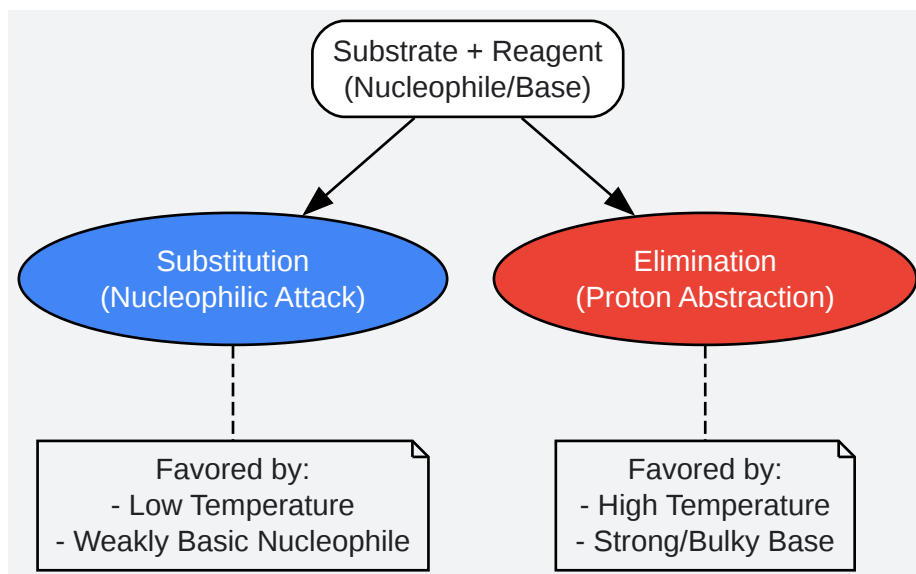 Substrate + Reagent
(Nucleophile/Base)
Substitution
(Nucleophilic Attack)
Elimination
(Proton Abstraction)
Favored by:
- Low Temperature
- Weakly Basic Nucleophile
Favored by:
- High Temperature
- Strong/Bulky Base